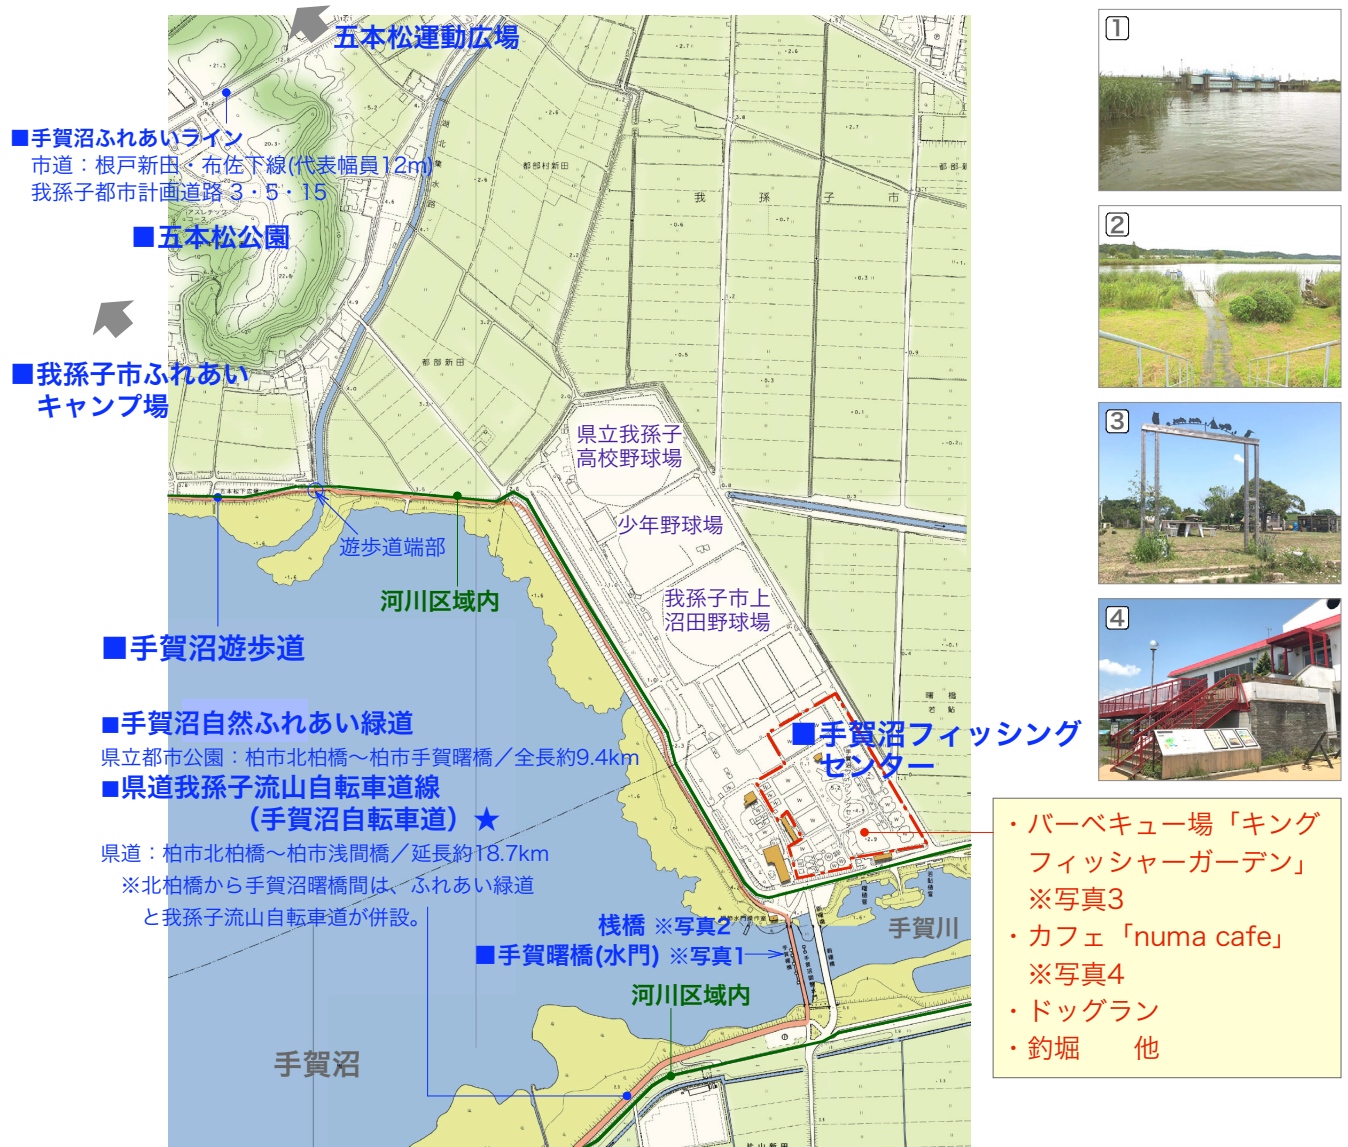 五本松運動広場
■手賀沼ふれあいライン
市道：根戸新田・布佐下線(代表幅員12m)
我孫子都市計画道路 3・5・15
■五本松公園
■我孫子市ふれあい
キャンプ場
都部村新田
我孫子市
都部新田
県立我孫子
高校野球場
少年野球場
我孫子市上
沼田野球場
遊歩道端部
河川区域内
■手賀沼遊歩道
■手賀沼自然ふれあい緑道
県立都市公園：柏市北柏橋〜柏市手賀曙橋／全長約9.4km
■県道我孫子流山自転車道線
（手賀沼自転車道）★
県道：柏市北柏橋〜柏市浅間橋／延長約18.7km
※北柏橋から手賀沼曙橋間は、ふれあい緑道
と我孫子流山自転車道が併設。
■手賀沼フィッシング
センター
桟橋 ※写真2
■手賀曙橋(水門) ※写真1
河川区域内
手賀川
手賀沼
片山新田
1
2
3
4
・バーベキュー場「キング
フィッシャーガーデン」
※写真3
・カフェ「numa cafe」
※写真4
・ドッグラン
・釣堀　　他